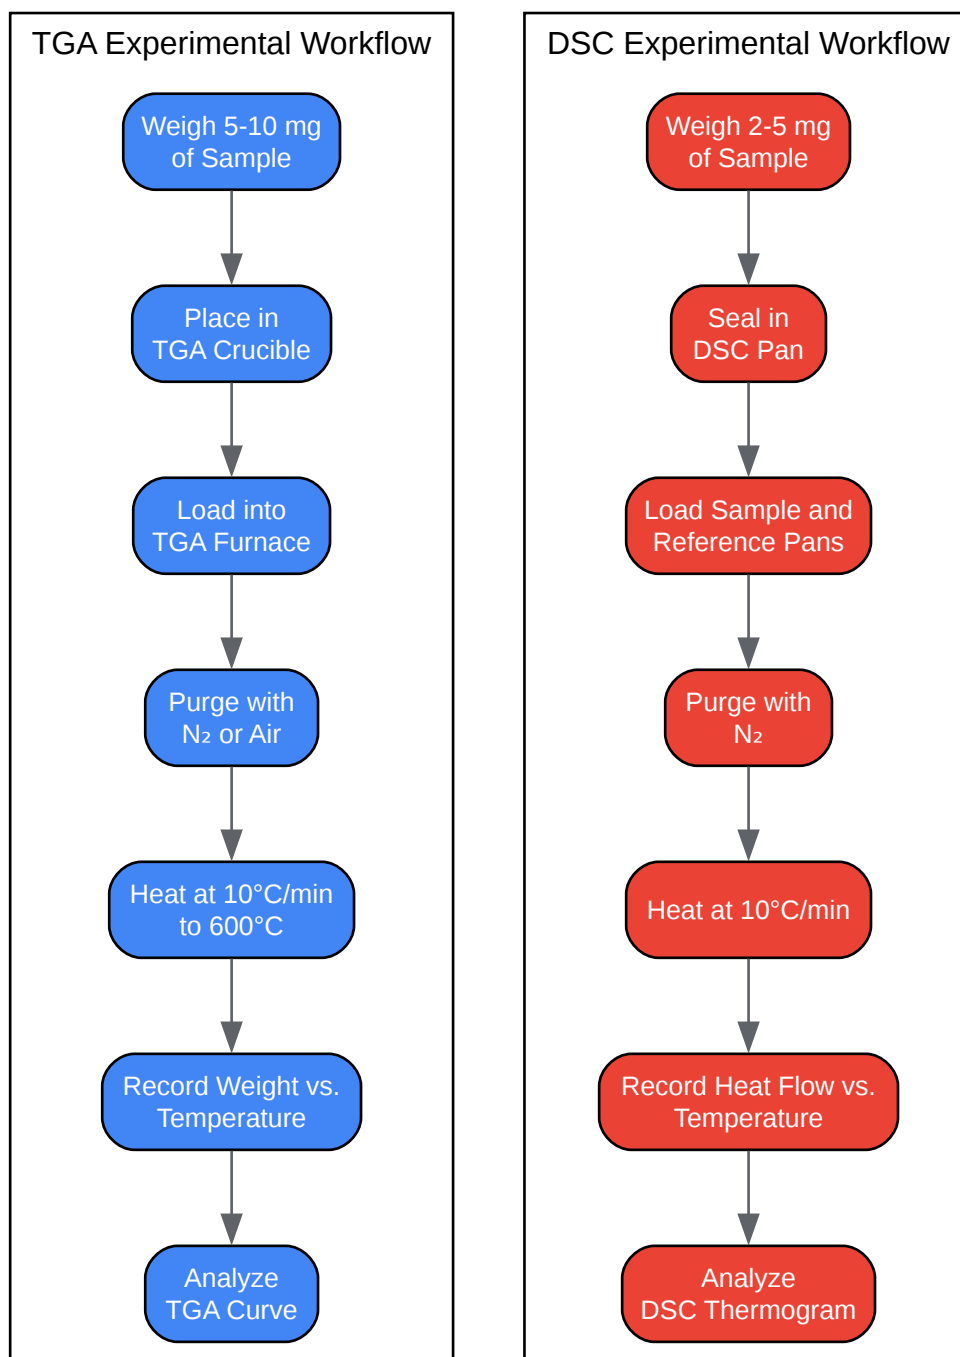 TGA Experimental Workflow
Weigh 5-10 mg
of Sample
Place in
TGA Crucible
Load into
TGA Furnace
Purge with
N₂ or Air
Heat at 10°C/min
to 600°C
Record Weight vs.
Temperature
Analyze
TGA Curve
DSC Experimental Workflow
Weigh 2-5 mg
of Sample
Seal in
DSC Pan
Load Sample and
Reference Pans
Purge with
N₂
Heat at 10°C/min
Record Heat Flow vs.
Temperature
Analyze
DSC Thermogram